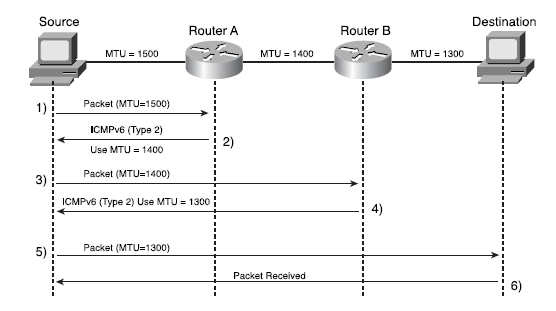 Source
Router A
Router B
Destination
MTU = 1500
MTU = 1400
MTU = 1300
1)
Packet (MTU=1500)
ICMPv6 (Type 2)
2)
Use MTU = 1400
3)
Packet (MTU=1400)
ICMPv6 (Type 2) Use MTU = 1300
4)
5)
Packet (MTU=1300)
Packet Received
6)